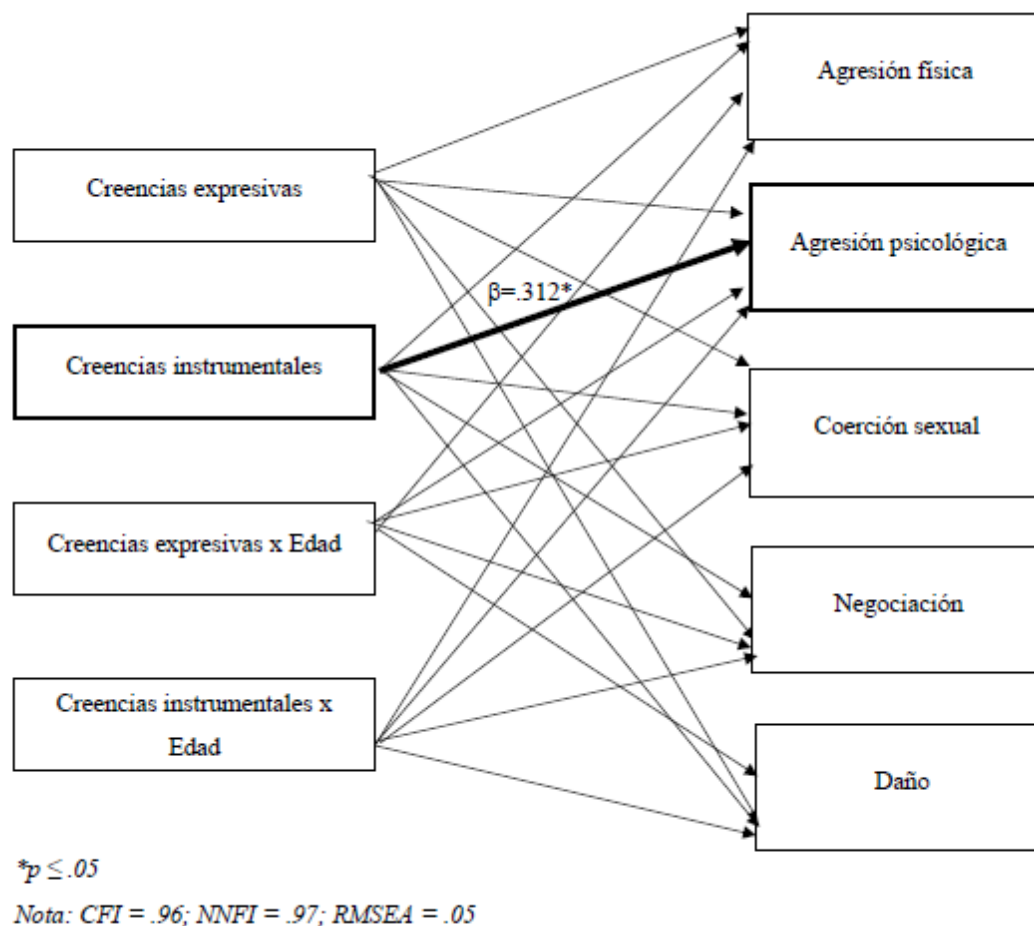 Agresión física
Creencias expresivas
Agresión psicológica
β=.312*
Creencias instrumentales
Coerción sexual
Creencias expresivas x Edad
Negociación
Creencias instrumentales x
Edad
Daño
*p ≤ .05
Nota: CFI = .96; NNFI = .97; RMSEA = .05